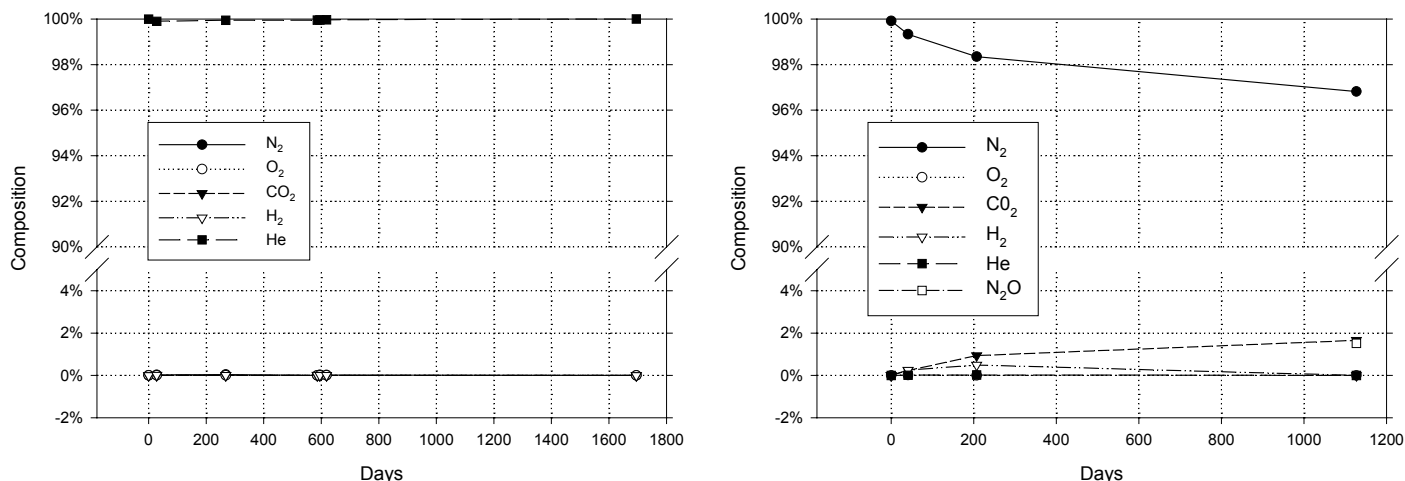 100%
98%
96%
94%
92%
90%
4%
2%
0%
-2%
Composition
N₂
O₂
CO₂
H₂
He
0 200 400 600 800 1000 1200 1400 1600 1800
Days
100%
98%
96%
94%
92%
90%
4%
2%
0%
-2%
Composition
N₂
O₂
C0₂
H₂
He
N₂O
0 200 400 600 800 1000 1200
Days